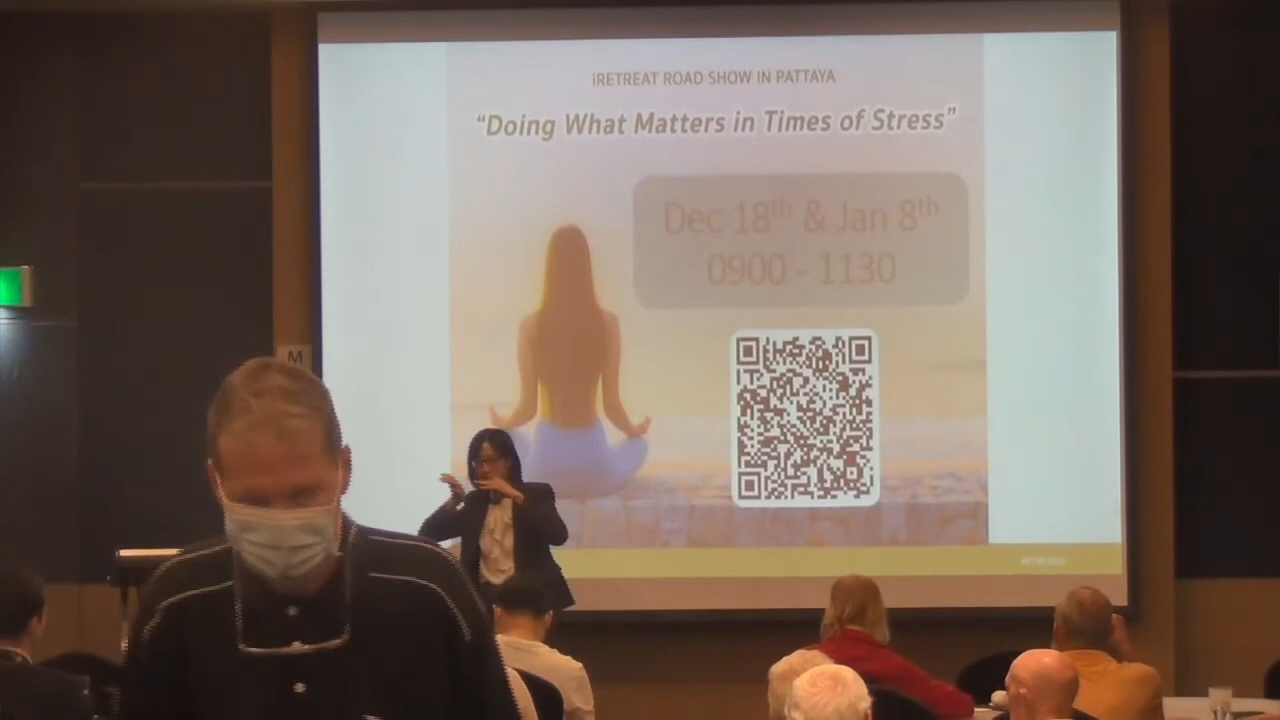 iRETREAT ROAD SHOW IN PATTAYA
“Doing What Matters in Times of Stress”
Dec 18th & Jan 8th
0900 - 1130
M